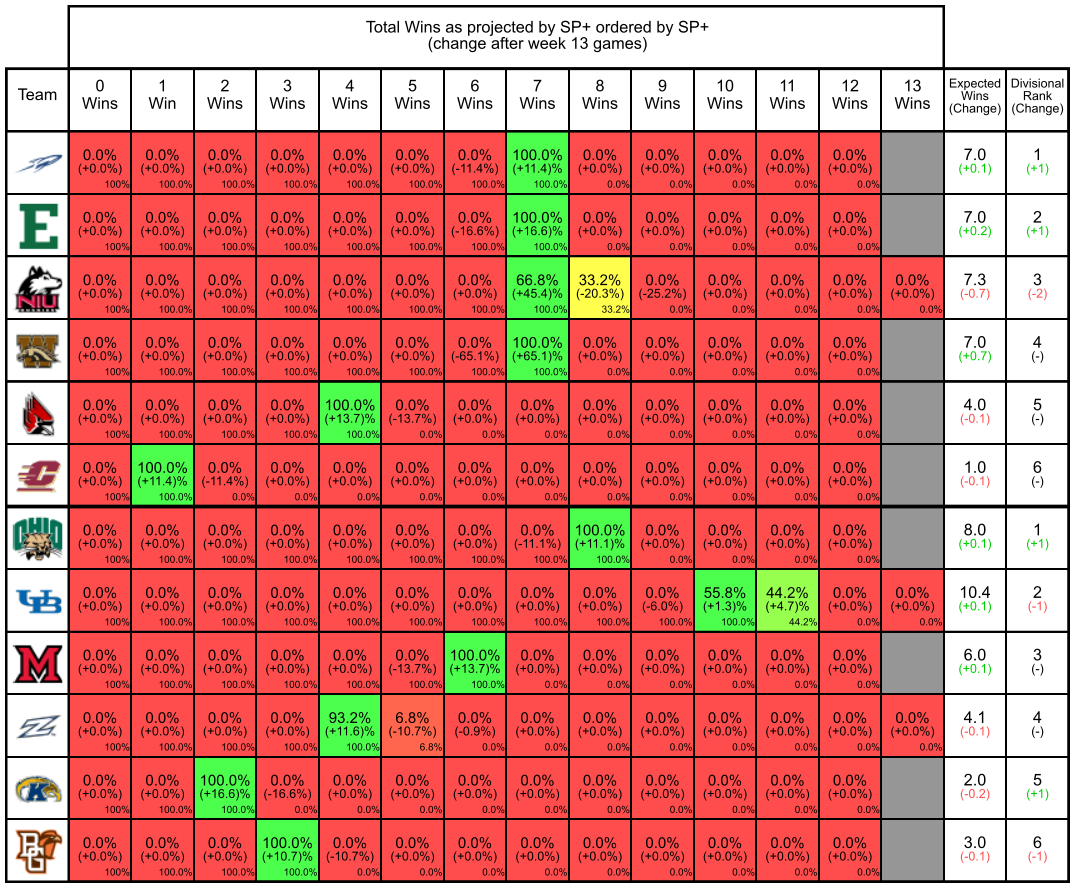 Total Wins as projected by SP+ ordered by SP+
(change after week 13 games)
Team 0 Wins 1 Win 2 Wins 3 Wins 4 Wins 5 Wins 6 Wins 7 Wins 8 Wins 9 Wins 10 Wins 11 Wins 12 Wins 13 Wins Expected Wins (Change) Divisional Rank (Change)
0.0% 0.0% 0.0% 0.0% 0.0% 0.0% 0.0% 100.0% 0.0% 0.0% 0.0% 0.0% 0.0% 7.0 1
(+0.0%) (+0.0%) (+0.0%) (+0.0%) (+0.0%) (+0.0%) (-11.4%) (+11.4)% (+0.0%) (+0.0%) (+0.0%) (+0.0%) (+0.0%) (+0.1) (+1)
100% 100.0% 100.0% 100.0% 100.0% 100.0% 100.0% 100.0% 0.0% 0.0% 0.0% 0.0% 0.0%
E 0.0% 0.0% 0.0% 0.0% 0.0% 0.0% 0.0% 100.0% 0.0% 0.0% 0.0% 0.0% 0.0% 7.0 2
(+0.0%) (+0.0%) (+0.0%) (+0.0%) (+0.0%) (+0.0%) (-16.6%) (+16.6)% (+0.0%) (+0.0%) (+0.0%) (+0.0%) (+0.0%) (+0.2) (+1)
100% 100.0% 100.0% 100.0% 100.0% 100.0% 100.0% 100.0% 0.0% 0.0% 0.0% 0.0% 0.0%
NIU 0.0% 0.0% 0.0% 0.0% 0.0% 0.0% 0.0% 66.8% 33.2% 0.0% 0.0% 0.0% 0.0% 0.0% 7.3 3
(+0.0%) (+0.0%) (+0.0%) (+0.0%) (+0.0%) (+0.0%) (+0.0%) (+45.4)% (-20.3%) (-25.2%) (+0.0%) (+0.0%) (+0.0%) (+0.0%) (-0.7) (-2)
100% 100.0% 100.0% 100.0% 100.0% 100.0% 100.0% 100.0% 33.2% 0.0% 0.0% 0.0% 0.0% 0.0%
W 0.0% 0.0% 0.0% 0.0% 0.0% 0.0% 0.0% 100.0% 0.0% 0.0% 0.0% 0.0% 0.0% 7.0 4
(+0.0%) (+0.0%) (+0.0%) (+0.0%) (+0.0%) (+0.0%) (-65.1%) (+65.1)% (+0.0%) (+0.0%) (+0.0%) (+0.0%) (+0.0%) (+0.7) (-)
100% 100.0% 100.0% 100.0% 100.0% 100.0% 100.0% 100.0% 0.0% 0.0% 0.0% 0.0% 0.0%
0.0% 0.0% 0.0% 0.0% 100.0% 0.0% 0.0% 0.0% 0.0% 0.0% 0.0% 0.0% 0.0% 4.0 5
(+0.0%) (+0.0%) (+0.0%) (+0.0%) (+13.7)% (-13.7%) (+0.0%) (+0.0%) (+0.0%) (+0.0%) (+0.0%) (+0.0%) (+0.0%) (-0.1) (-)
100% 100.0% 100.0% 100.0% 100.0% 0.0% 0.0% 0.0% 0.0% 0.0% 0.0% 0.0% 0.0%
C 0.0% 100.0% 0.0% 0.0% 0.0% 0.0% 0.0% 0.0% 0.0% 0.0% 0.0% 0.0% 0.0% 1.0 6
(+0.0%) (+11.4)% (-11.4%) (+0.0%) (+0.0%) (+0.0%) (+0.0%) (+0.0%) (+0.0%) (+0.0%) (+0.0%) (+0.0%) (+0.0%) (-0.1) (-)
100% 100.0% 0.0% 0.0% 0.0% 0.0% 0.0% 0.0% 0.0% 0.0% 0.0% 0.0% 0.0%
OHIO 0.0% 0.0% 0.0% 0.0% 0.0% 0.0% 0.0% 0.0% 100.0% 0.0% 0.0% 0.0% 0.0% 8.0 1
(+0.0%) (+0.0%) (+0.0%) (+0.0%) (+0.0%) (+0.0%) (+0.0%) (-11.1%) (+11.1)% (+0.0%) (+0.0%) (+0.0%) (+0.0%) (+0.1) (+1)
100% 100.0% 100.0% 100.0% 100.0% 100.0% 100.0% 100.0% 100.0% 0.0% 0.0% 0.0% 0.0%
UB 0.0% 0.0% 0.0% 0.0% 0.0% 0.0% 0.0% 0.0% 0.0% 0.0% 55.8% 44.2% 0.0% 0.0% 10.4 2
(+0.0%) (+0.0%) (+0.0%) (+0.0%) (+0.0%) (+0.0%) (+0.0%) (+0.0%) (+0.0%) (-6.0%) (+1.3)% (+4.7)% (+0.0%) (+0.0%) (+0.1) (-1)
100% 100.0% 100.0% 100.0% 100.0% 100.0% 100.0% 100.0% 100.0% 100.0% 100.0% 44.2% 0.0% 0.0%
M 0.0% 0.0% 0.0% 0.0% 0.0% 0.0% 100.0% 0.0% 0.0% 0.0% 0.0% 0.0% 0.0% 6.0 3
(+0.0%) (+0.0%) (+0.0%) (+0.0%) (+0.0%) (-13.7%) (+13.7)% (+0.0%) (+0.0%) (+0.0%) (+0.0%) (+0.0%) (+0.0%) (+0.1) (-)
100% 100.0% 100.0% 100.0% 100.0% 100.0% 100.0% 0.0% 0.0% 0.0% 0.0% 0.0% 0.0%
Z 0.0% 0.0% 0.0% 0.0% 93.2% 6.8% 0.0% 0.0% 0.0% 0.0% 0.0% 0.0% 0.0% 0.0% 4.1 4
(+0.0%) (+0.0%) (+0.0%) (+0.0%) (+11.6)% (-10.7%) (-0.9%) (+0.0%) (+0.0%) (+0.0%) (+0.0%) (+0.0%) (+0.0%) (+0.0%) (-0.1) (-)
100% 100.0% 100.0% 100.0% 100.0% 6.8% 0.0% 0.0% 0.0% 0.0% 0.0% 0.0% 0.0% 0.0%
K 0.0% 0.0% 100.0% 0.0% 0.0% 0.0% 0.0% 0.0% 0.0% 0.0% 0.0% 0.0% 0.0% 2.0 5
(+0.0%) (+0.0%) (+16.6)% (-16.6%) (+0.0%) (+0.0%) (+0.0%) (+0.0%) (+0.0%) (+0.0%) (+0.0%) (+0.0%) (+0.0%) (-0.2) (+1)
100% 100.0% 100.0% 0.0% 0.0% 0.0% 0.0% 0.0% 0.0% 0.0% 0.0% 0.0% 0.0%
BG 0.0% 0.0% 0.0% 100.0% 0.0% 0.0% 0.0% 0.0% 0.0% 0.0% 0.0% 0.0% 0.0% 3.0 6
(+0.0%) (+0.0%) (+0.0%) (+10.7)% (-10.7%) (+0.0%) (+0.0%) (+0.0%) (+0.0%) (+0.0%) (+0.0%) (+0.0%) (+0.0%) (-0.1) (-1)
100% 100.0% 100.0% 100.0% 0.0% 0.0% 0.0% 0.0% 0.0% 0.0% 0.0% 0.0% 0.0%